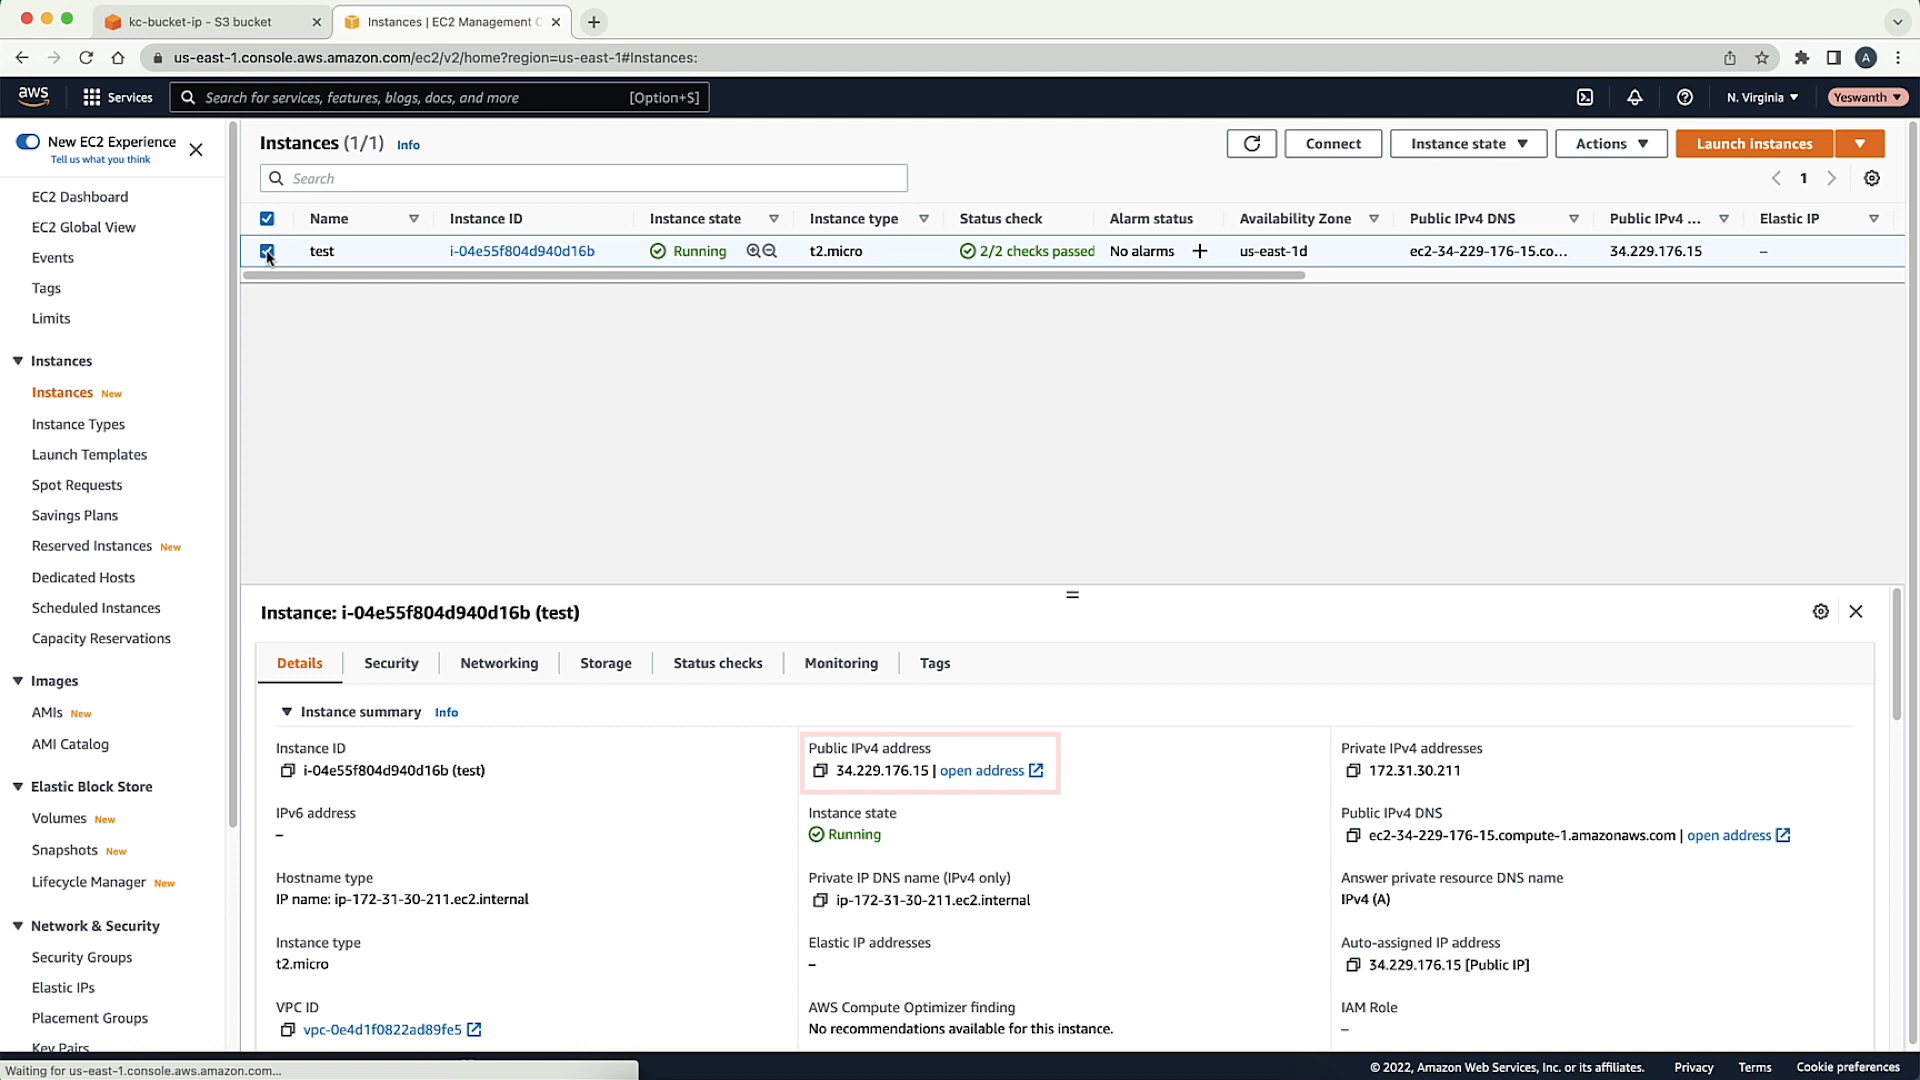 kc-bucket-ip - S3 bucket
Instances | EC2 Management C
us-east-1.console.aws.amazon.com/ec2/v2/home?region=us-east-1#Instances:
A
aws
Services
Search for services, features, blogs, docs, and more
[Option+S]
N. Virginia
Yeswanth
New EC2 Experience
Tell us what you think
EC2 Dashboard
EC2 Global View
Events
Tags
Limits
Instances
Instances New
Instance Types
Launch Templates
Spot Requests
Savings Plans
Reserved Instances New
Dedicated Hosts
Scheduled Instances
Capacity Reservations
Images
AMIs New
AMI Catalog
Elastic Block Store
Volumes New
Snapshots New
Lifecycle Manager New
Network & Security
Security Groups
Elastic IPs
Placement Groups
Key Pairs
Instances (1/1) Info
Connect
Instance state
Actions
Launch instances
Search
1
Name Instance ID Instance state Instance type Status check Alarm status Availability Zone Public IPv4 DNS Public IPv4 ... Elastic IP
test i-04e55f804d940d16b Running t2.micro 2/2 checks passed No alarms + us-east-1d ec2-34-229-176-15.co... 34.229.176.15 –
Instance: i-04e55f804d940d16b (test)
Details
Security
Networking
Storage
Status checks
Monitoring
Tags
Instance summary Info
Instance ID
i-04e55f804d940d16b (test)
Public IPv4 address
34.229.176.15 | open address
Private IPv4 addresses
172.31.30.211
IPv6 address
–
Instance state
Running
Public IPv4 DNS
ec2-34-229-176-15.compute-1.amazonaws.com | open address
Hostname type
IP name: ip-172-31-30-211.ec2.internal
Private IP DNS name (IPv4 only)
ip-172-31-30-211.ec2.internal
Answer private resource DNS name
IPv4 (A)
Instance type
t2.micro
Elastic IP addresses
–
Auto-assigned IP address
34.229.176.15 [Public IP]
VPC ID
vpc-0e4d1f0822ad89fe5
AWS Compute Optimizer finding
No recommendations available for this instance.
IAM Role
–
Waiting for us-east-1.console.aws.amazon.com...
© 2022, Amazon Web Services, Inc. or its affiliates.
Privacy
Terms
Cookie preferences